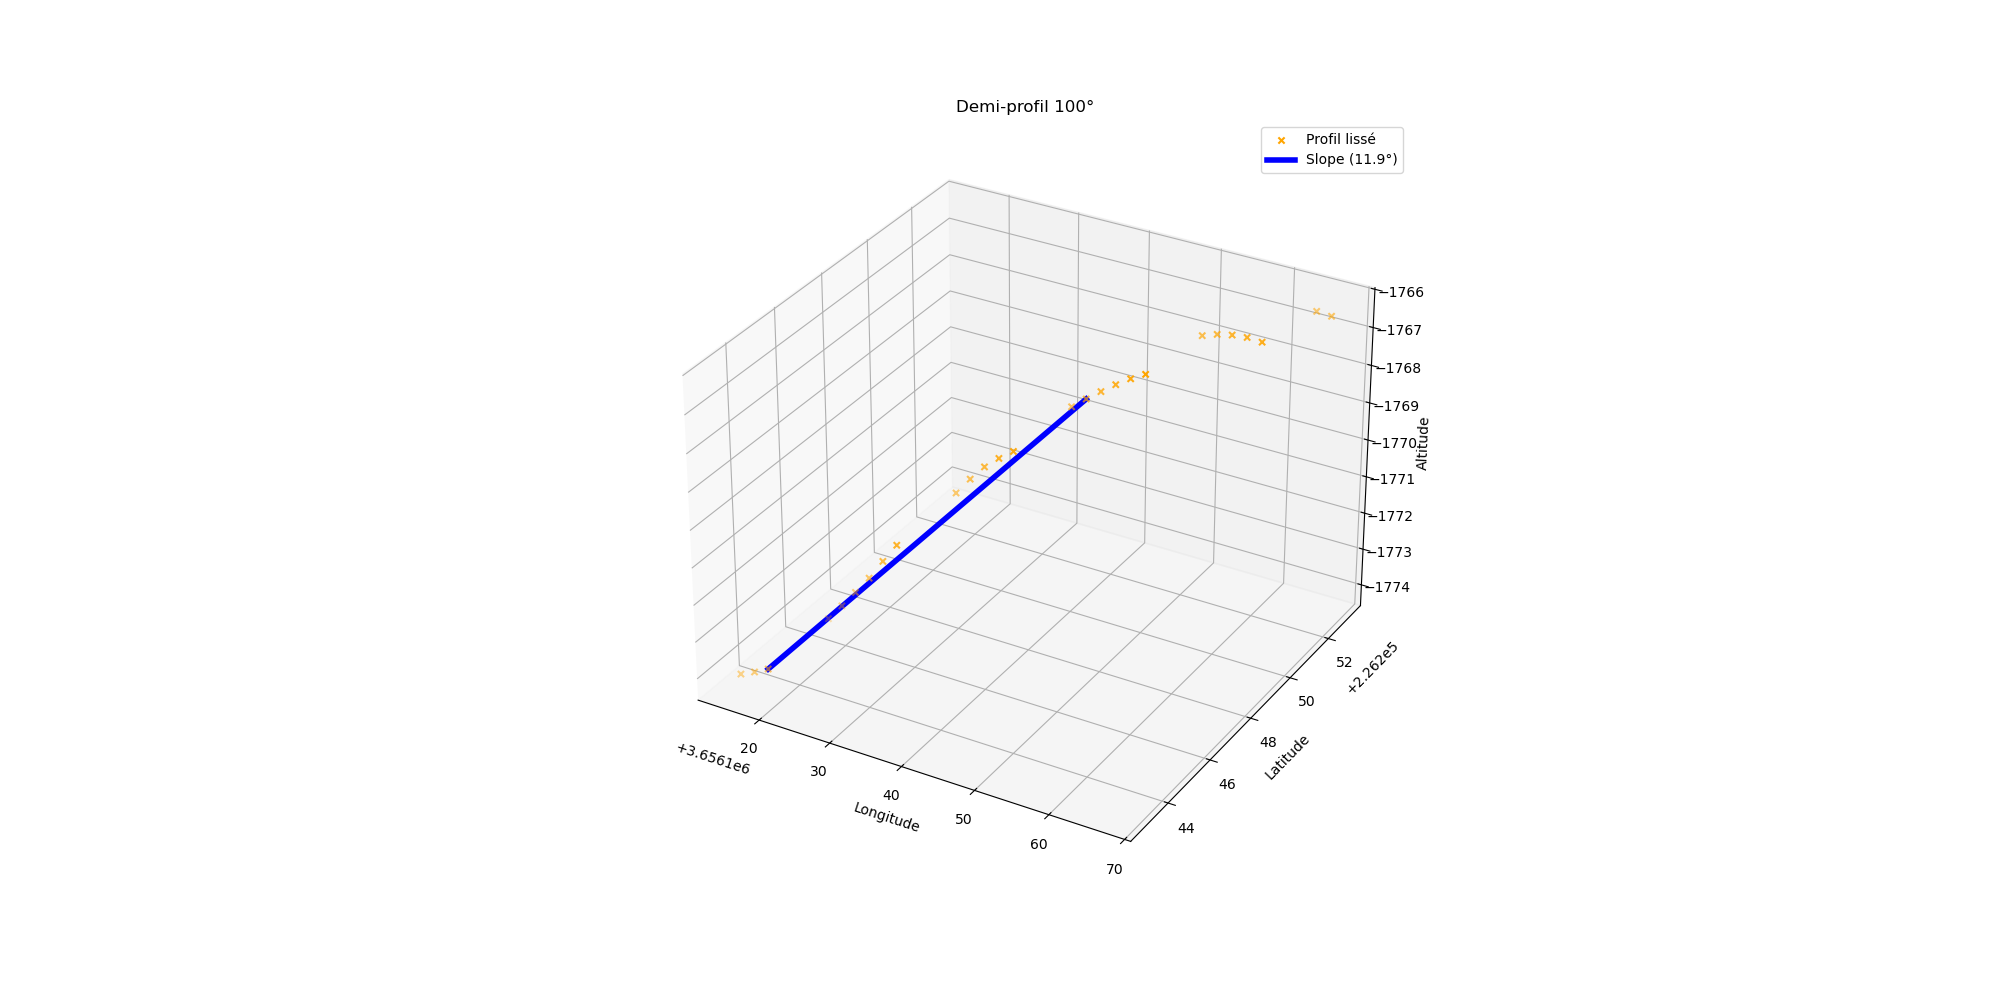 Demi-profil 100°
Profil lissé
Slope (11.9°)
−1766
−1767
−1768
−1769
−1770
−1771
−1772
−1773
−1774
Altitude
52
50
48
46
44
+2.262e5
Latitude
20
30
40
50
60
70
+3.6561e6
Longitude